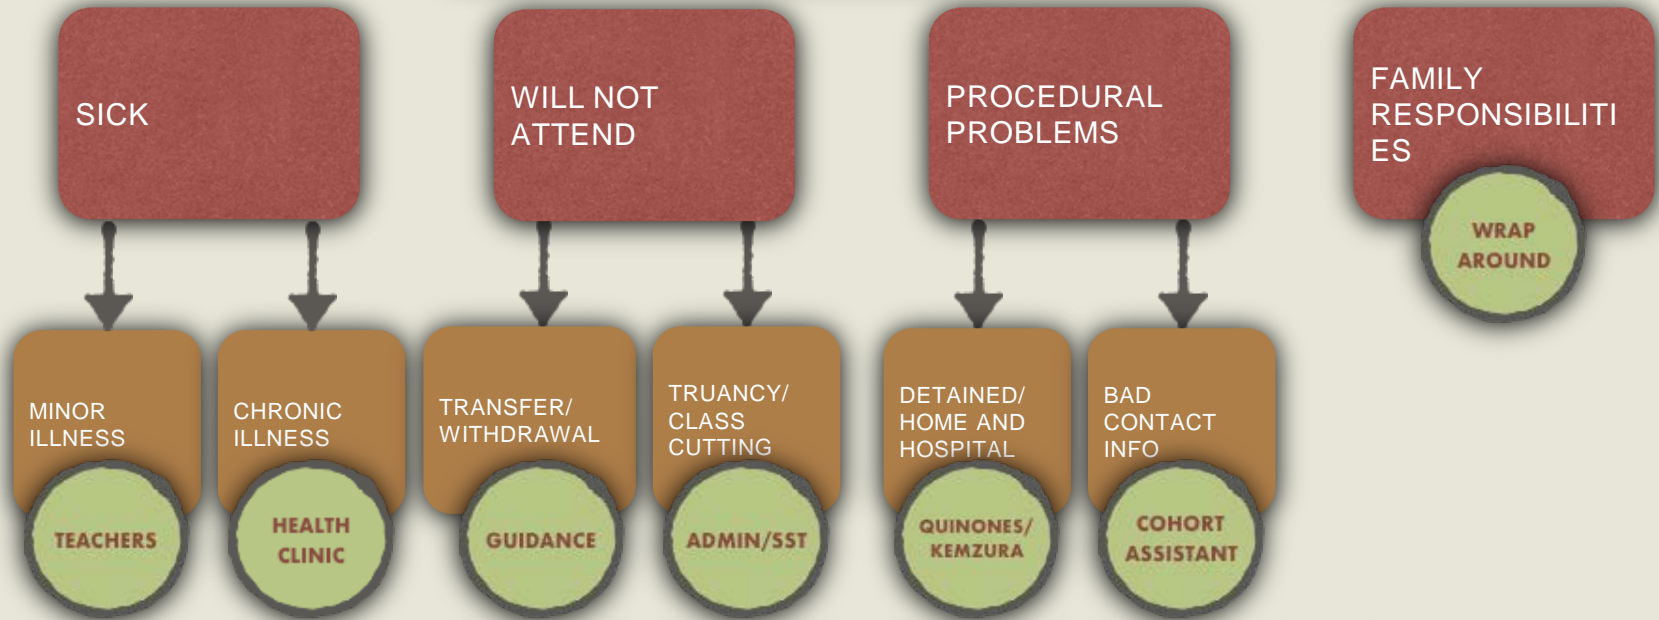 SICK
WILL NOT
ATTEND
PROCEDURAL
PROBLEMS
FAMILY
RESPONSIBILITI
ES
WRAP
AROUND
MINOR
ILLNESS
TEACHERS
CHRONIC
ILLNESS
HEALTH
CLINIC
TRANSFER/
WITHDRAWAL
GUIDANCE
TRUANCY/
CLASS
CUTTING
ADMIN/SST
DETAINED/
HOME AND
HOSPITAL
QUINONES/
KEMZURA
BAD
CONTACT
INFO
COHORT
ASSISTANT